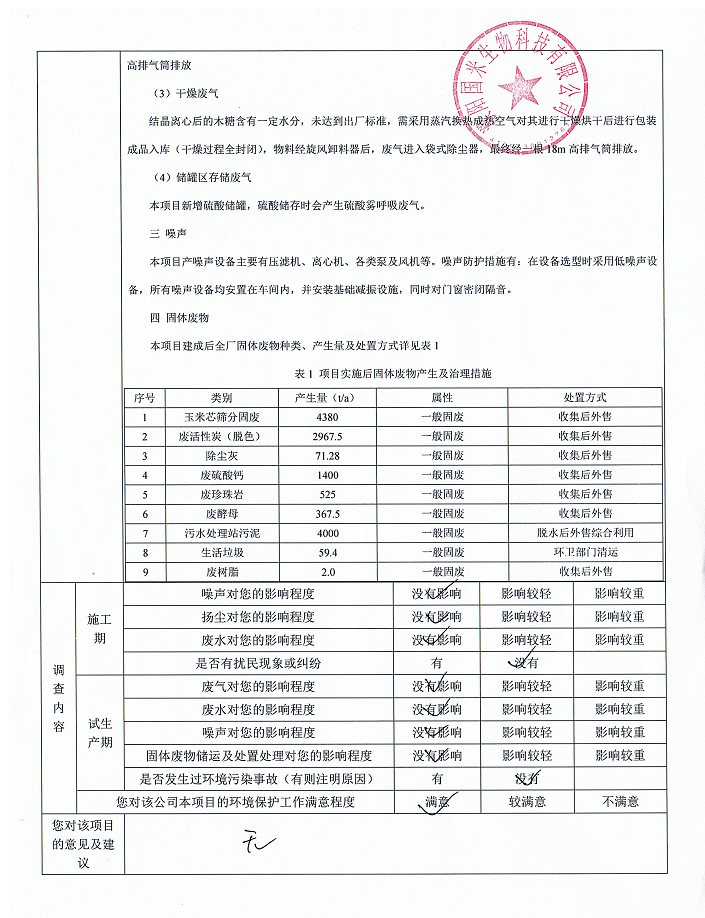 高排气筒排放
（3）干燥废气
结晶离心后的木糖含有一定水分，未达到出厂标准，需采用蒸汽换热成热空气对其进行干燥烘干后进行包装
成品入库（干燥过程全封闭），物料经旋风卸料器后，废气进入袋式除尘器，最终经一根 18m 高排气筒排放。
（4）储罐区存储废气
本项目新增硫酸储罐，硫酸储存时会产生硫酸雾呼吸废气。
三 噪声
本项目产噪声设备主要有压滤机、离心机、各类泵及风机等。噪声防护措施有：在设备选型时采用低噪声设
备，所有噪声设备均安置在车间内，并安装基础减振设施，同时对门窗密闭隔音。
四 固体废物
本项目建成后全厂固体废物种类、产生量及处置方式详见表 1
表 1 项目实施后固体废物产生及治理措施
序号 类别 产生量（t/a） 属性 处置方式
1 玉米芯筛分固废 4380 一般固废 收集后外售
2 废活性炭（脱色） 2967.5 一般固废 收集后外售
3 除尘灰 71.28 一般固废 收集后外售
4 废硫酸钙 1400 一般固废 收集后外售
5 废珍珠岩 525 一般固废 收集后外售
6 废酵母 367.5 一般固废 收集后外售
7 污水处理站污泥 4000 一般固废 脱水后外售综合利用
8 生活垃圾 59.4 一般固废 环卫部门清运
9 废树脂 2.0 一般固废 收集后外售
调查内容
施工期
噪声对您的影响程度 没有影响 影响较轻 影响较重
扬尘对您的影响程度 没有影响 影响较轻 影响较重
废水对您的影响程度 没有影响 影响较轻 影响较重
是否有扰民现象或纠纷 有 没有
试生产期
废气对您的影响程度 没有影响 影响较轻 影响较重
废水对您的影响程度 没有影响 影响较轻 影响较重
噪声对您的影响程度 没有影响 影响较轻 影响较重
固体废物储运及处置处理对您的影响程度 没有影响 影响较轻 影响较重
是否发生过环境污染事故（有则注明原因） 有 没有
您对该公司本项目的环境保护工作满意程度 满意 较满意 不满意
您对该项目
的意见及建
议
无
米生物科技有限公司